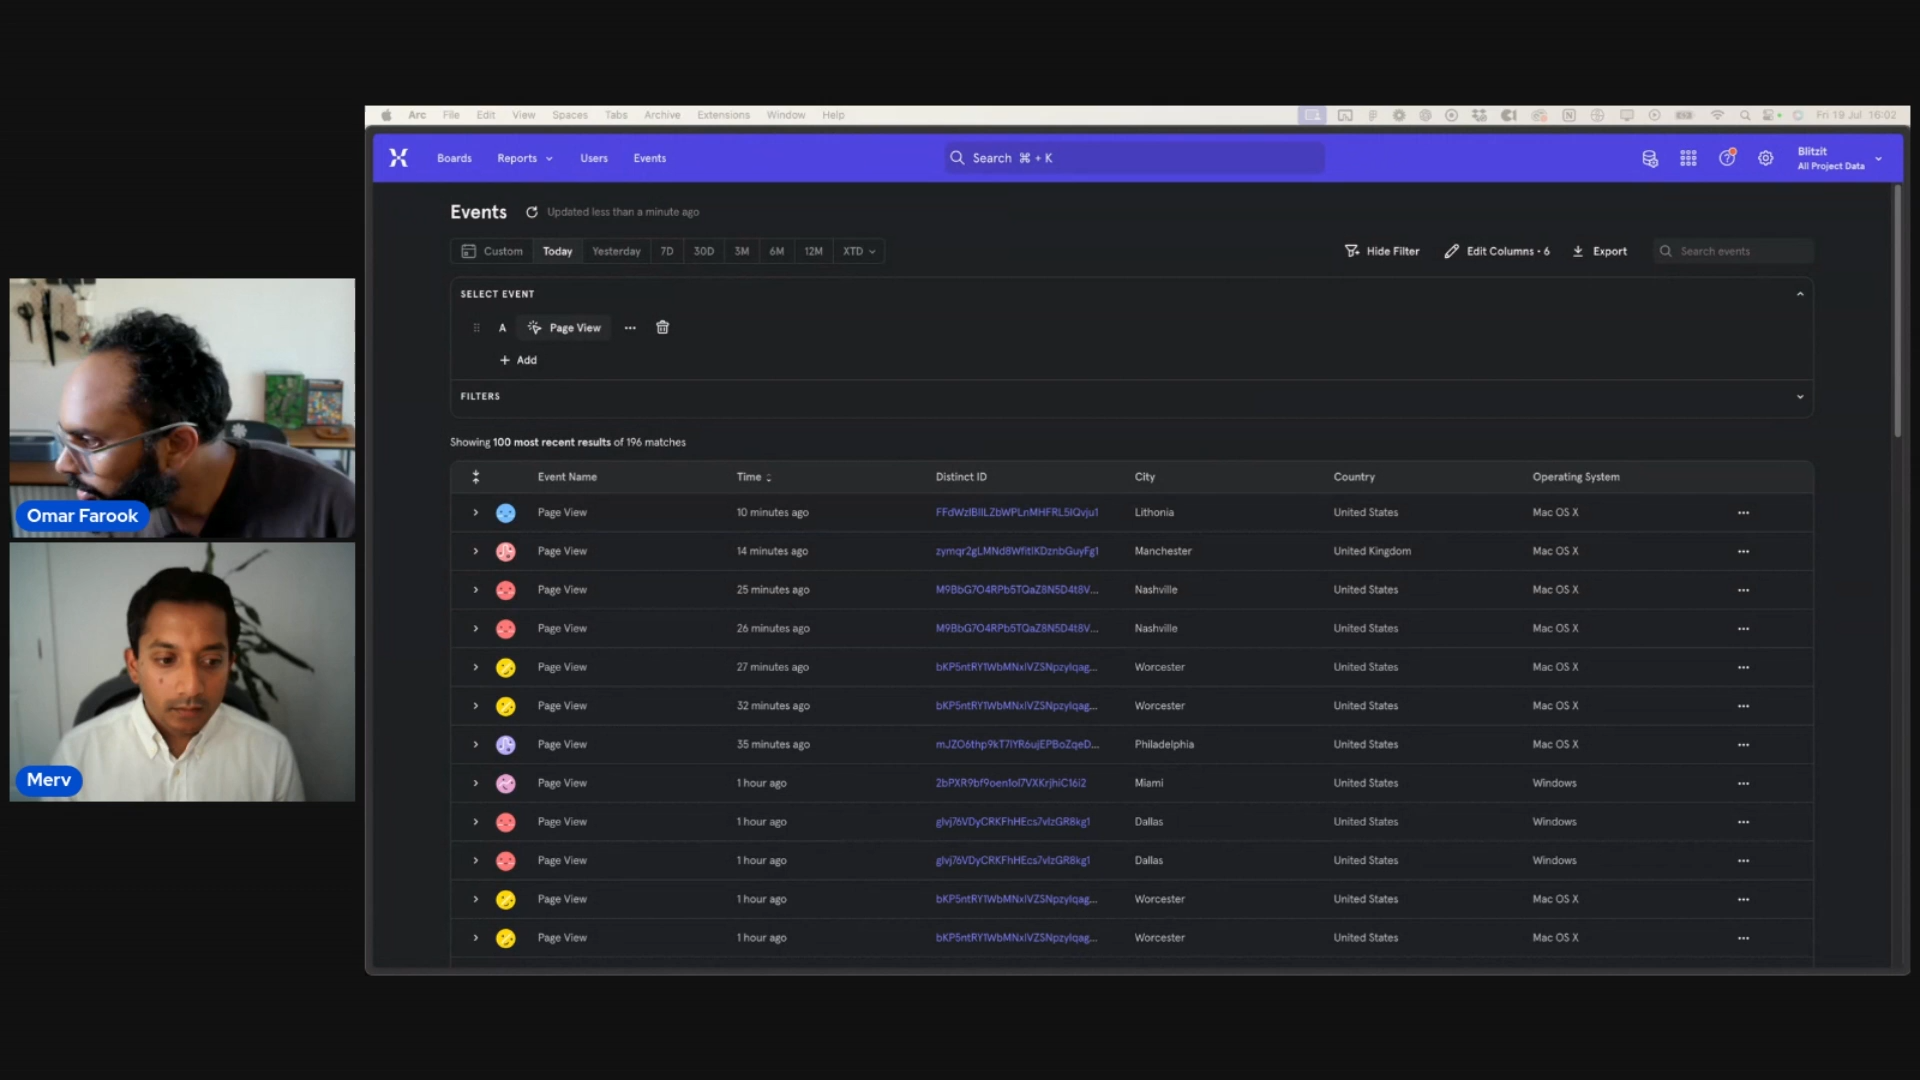 Arc File Edit View Spaces Tabs Archive Extensions Window Help Fri 19 Jul 16:02
Boards Reports Users Events Search ⌘ + K Blitzit
All Project Data
Events Updated less than a minute ago
Custom Today Yesterday 7D 30D 3M 6M 12M XTD Hide Filter Edit Columns • 6 Export Search events
SELECT EVENT
A Page View
+ Add
FILTERS
Showing 100 most recent results of 196 matches
Event Name Time Distinct ID City Country Operating System
Page View 10 minutes ago Lithonia United States Mac OS X
Page View 14 minutes ago Manchester United Kingdom Mac OS X
Page View 25 minutes ago Nashville United States Mac OS X
Page View 26 minutes ago Nashville United States Mac OS X
Page View 27 minutes ago Worcester United States Mac OS X
Page View 32 minutes ago Worcester United States Mac OS X
Page View 35 minutes ago Philadelphia United States Mac OS X
Page View 1 hour ago Miami United States Windows
Page View 1 hour ago Dallas United States Windows
Page View 1 hour ago Dallas United States Windows
Page View 1 hour ago Worcester United States Mac OS X
Page View 1 hour ago Worcester United States Mac OS X
Omar Farook
Merv